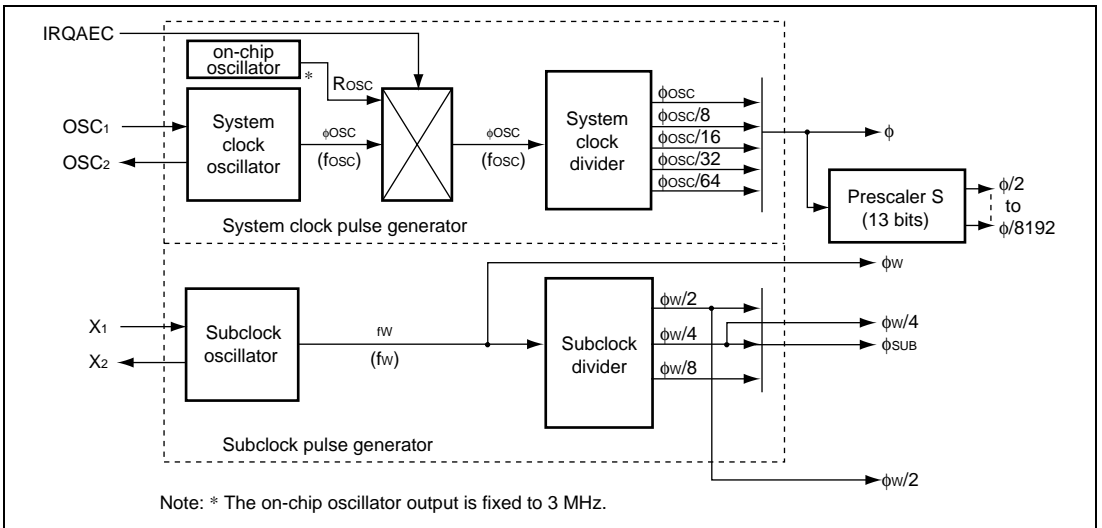 IRQAEC
on-chip
oscillator
*
ROSC
OSC1
OSC2
System
clock
oscillator
φOSC
(fOSC)
φOSC
(fOSC)
System
clock
divider
φOSC
φOSC/8
φOSC/16
φOSC/32
φOSC/64
φ
Prescaler S
(13 bits)
φ/2
to
φ/8192
System clock pulse generator
φW
X1
X2
Subclock
oscillator
fW
(fW)
Subclock
divider
φW/2
φW/4
φW/8
φW/4
φSUB
Subclock pulse generator
φW/2
Note: * The on-chip oscillator output is fixed to 3 MHz.